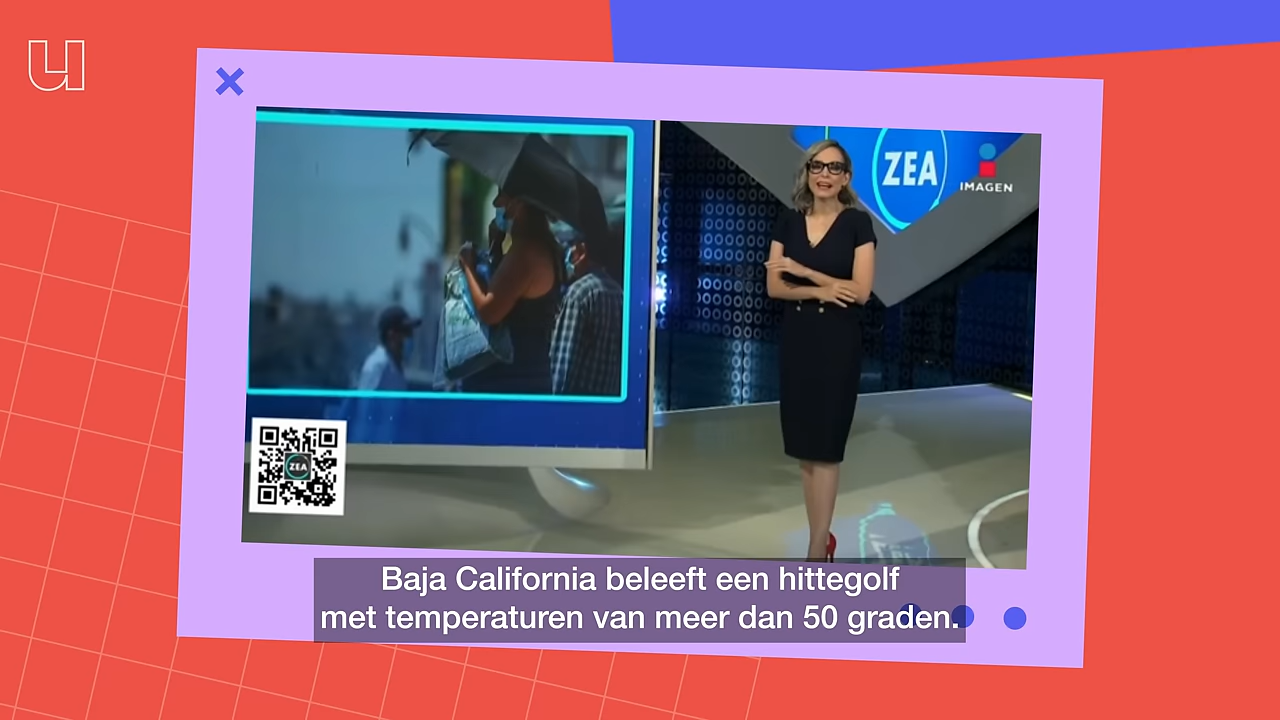 ZEA
IMAGEN
ZEA
Baja California beleeft een hittegolf
met temperaturen van meer dan 50 graden.